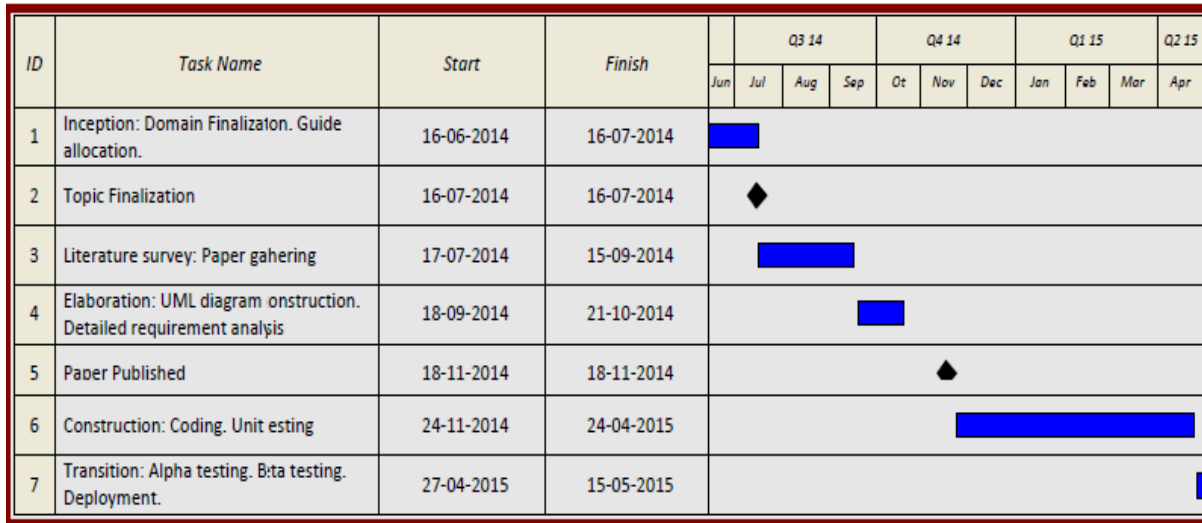 ID Task Name Start Finish Q3 14 Q4 14 Q1 15 Q2 15
Jun Jul Aug Sep Ot Nov Dec Jan Feb Mar Apr
1 Inception: Domain Finalizaton. Guide
allocation. 16-06-2014 16-07-2014
2 Topic Finalization 16-07-2014 16-07-2014
3 Literature survey: Paper gahering 17-07-2014 15-09-2014
4 Elaboration: UML diagram onstruction.
Detailed requirement analysis 18-09-2014 21-10-2014
5 Paper Published 18-11-2014 18-11-2014
6 Construction: Coding. Unit esting 24-11-2014 24-04-2015
7 Transition: Alpha testing. Bta testing.
Deployment. 27-04-2015 15-05-2015